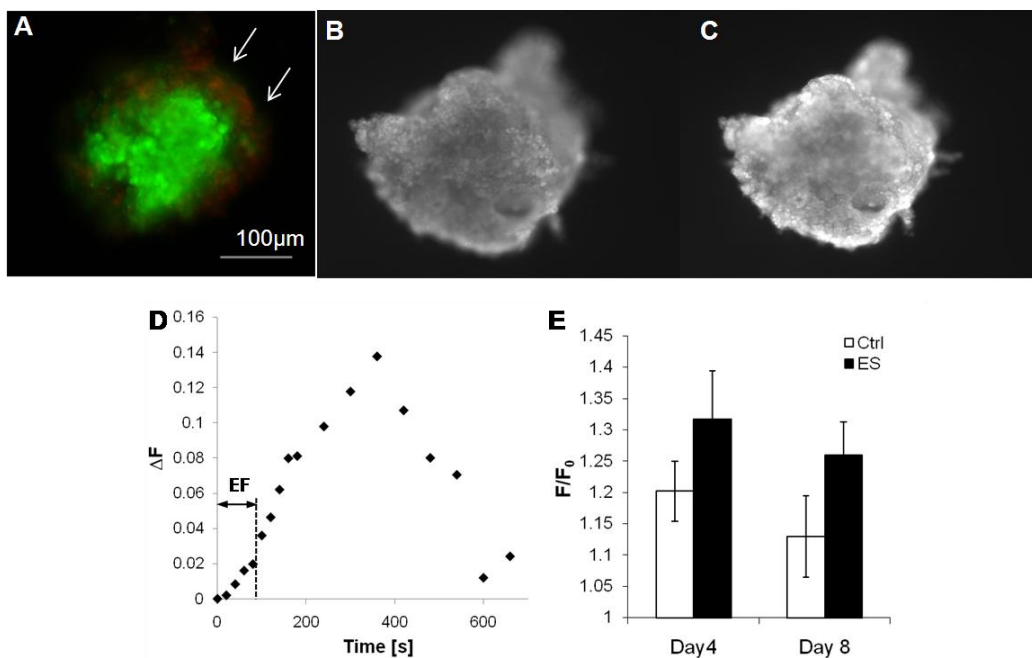 A
B
C
100µm
D
0.16
0.14
0.12
0.1
0.08
0.06
0.04
0.02
0
ΔF
EF
0
200
400
600
Time [s]
E
1.45
1.4
1.35
1.3
1.25
1.2
1.15
1.1
1.05
1
F/F0
Ctrl
ES
Day4
Day 8